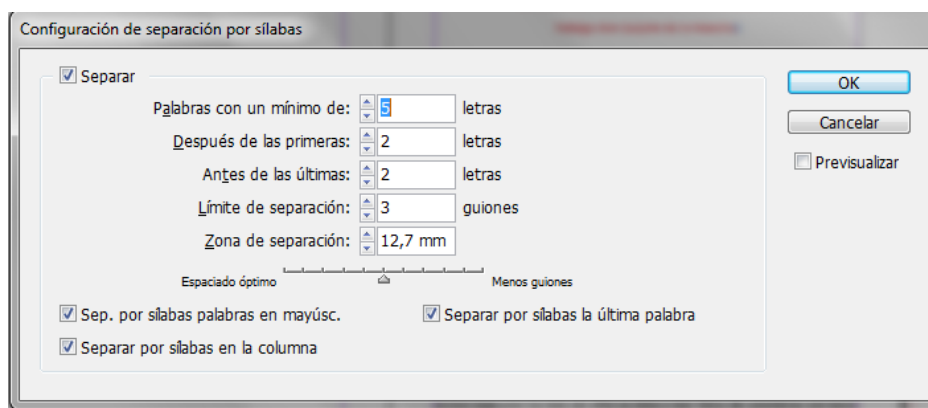 Configuración de separación por sílabas
Separar
OK
Palabras con un mínimo de: 5 letras
Cancelar
Después de las primeras: 2 letras
Previsualizar
Antes de las últimas: 2 letras
Límite de separación: 3 guiones
Zona de separación: 12,7 mm
Espaciado óptimo Menos guiones
Sep. por sílabas palabras en mayúsc. Separar por sílabas la última palabra
Separar por sílabas en la columna